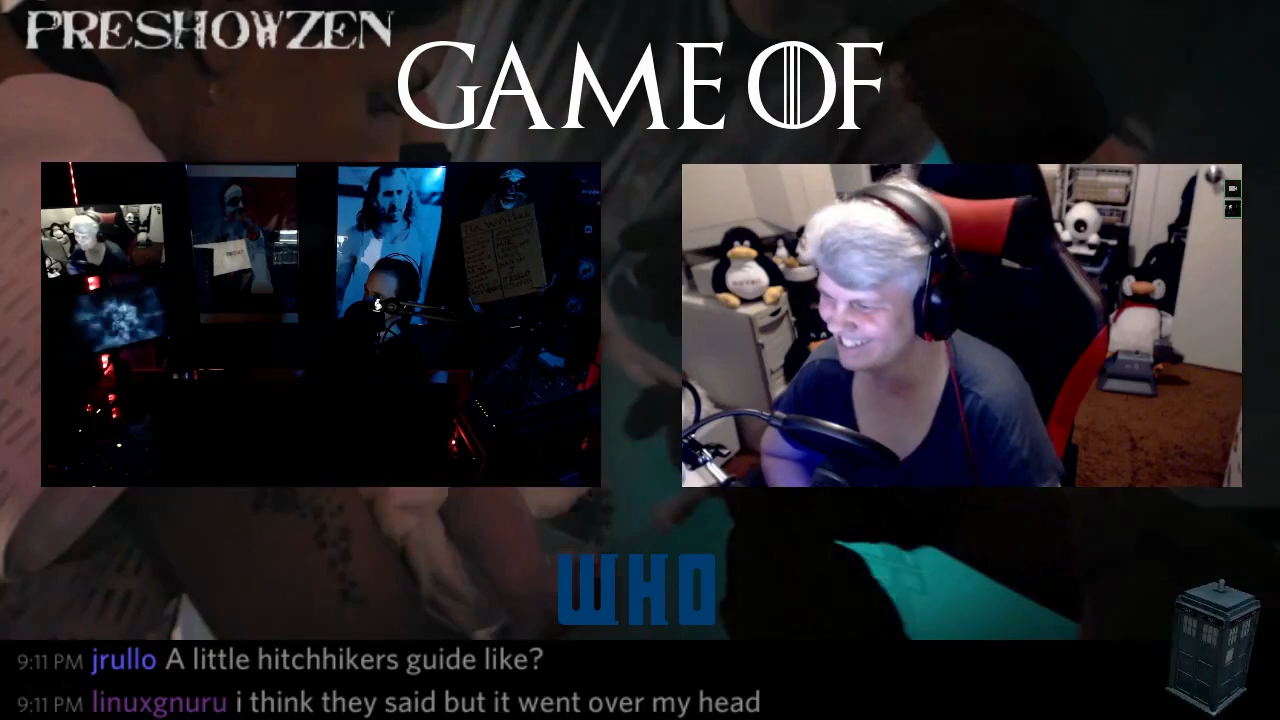 PRESHOWZEN
GAME OF
WHO
9:11 PM jrullo A little hitchhikers guide like?
9:11 PM linuxgnuru i think they said but it went over my head